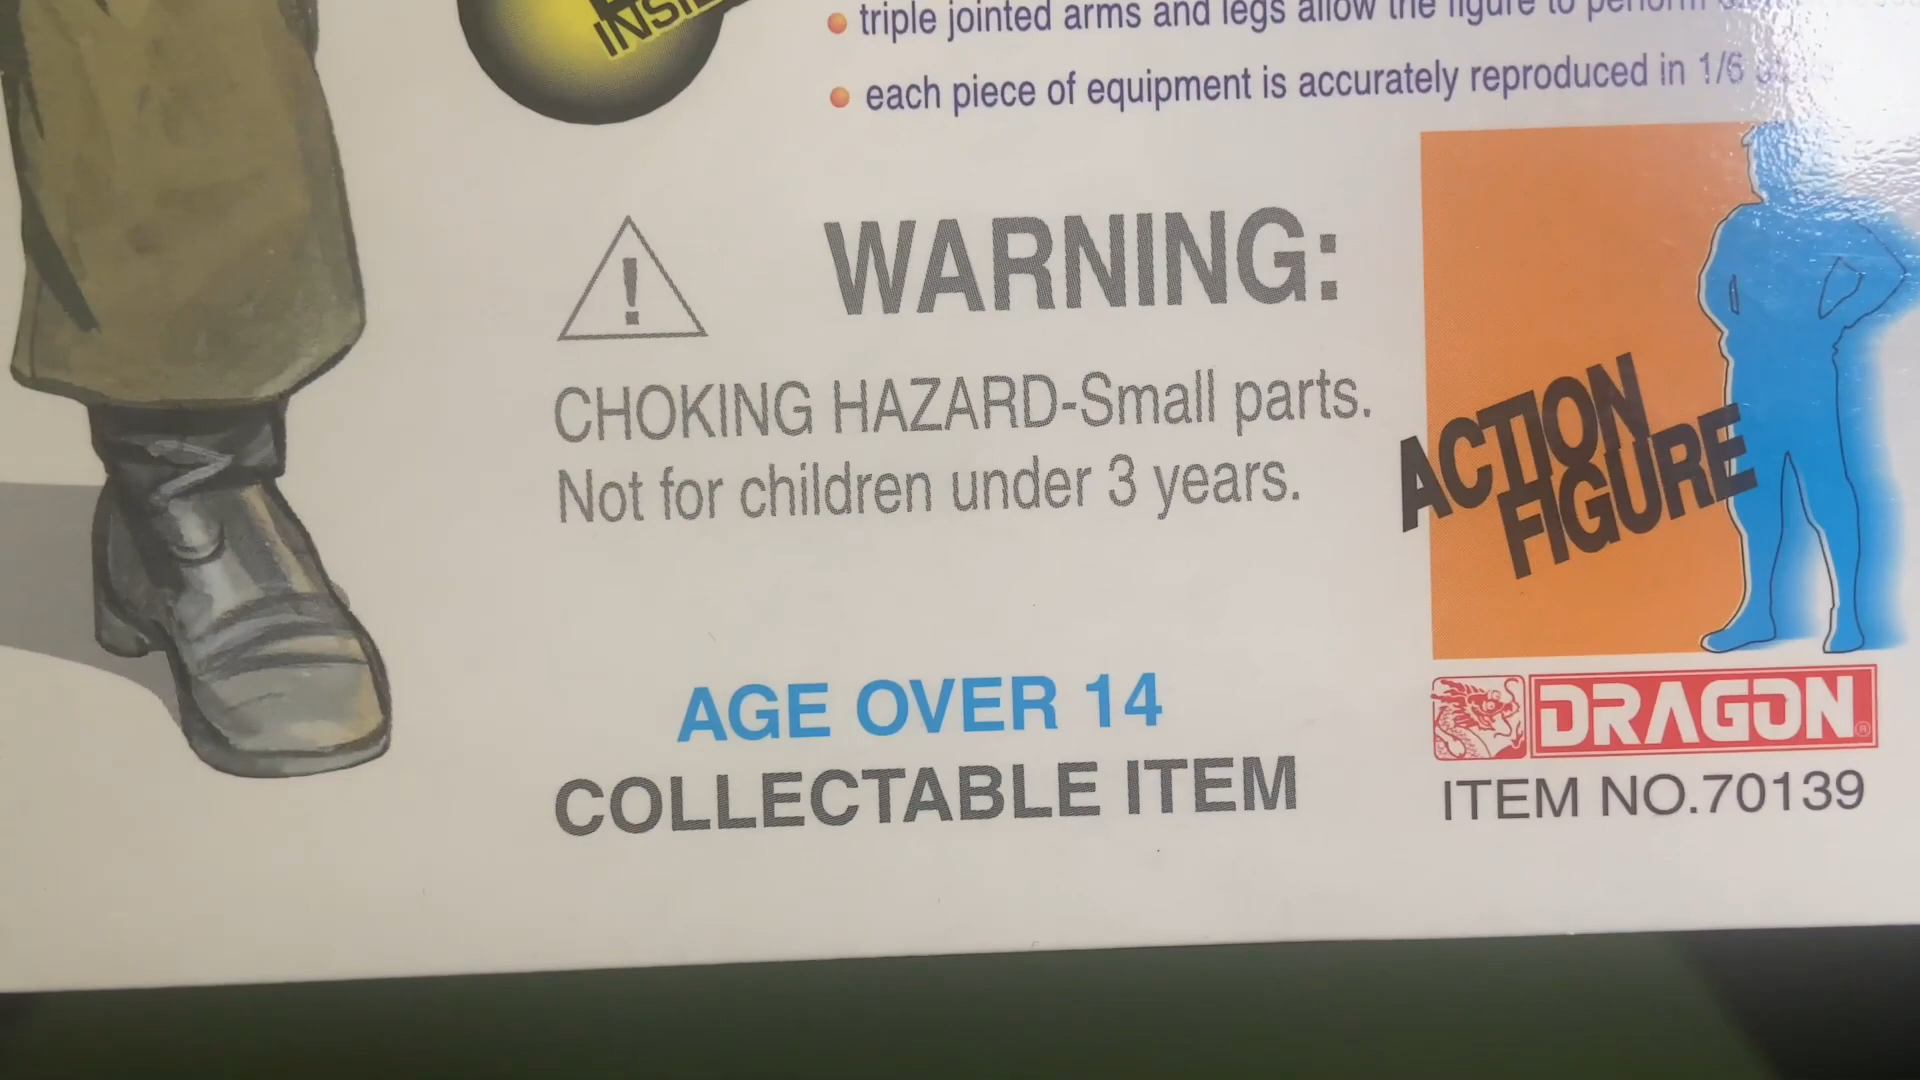 INSIDE
triple jointed arms and legs allow the figure to perform
each piece of equipment is accurately reproduced in 1/6
! WARNING:
CHOKING HAZARD-Small parts.
Not for children under 3 years.
ACTION
FIGURE
AGE OVER 14
COLLECTABLE ITEM
DRAGON®
ITEM NO.70139